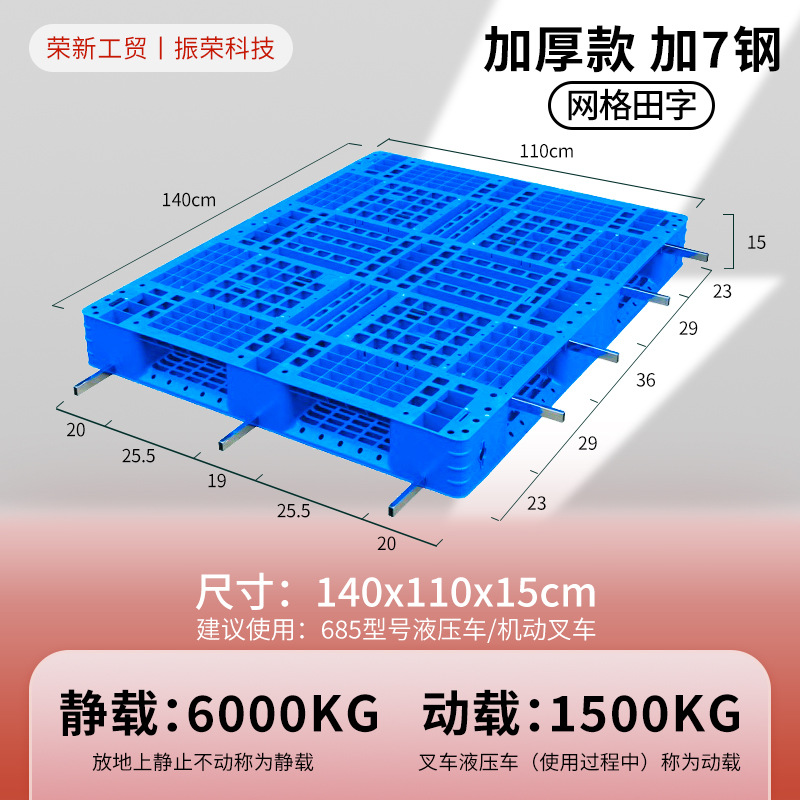 荣新工贸丨振荣科技
加厚款 加7钢
网格田字
110cm
140cm
15
23
29
36
29
23
20
25.5
19
25.5
20
尺寸：140x110x15cm
建议使用：685型号液压车/机动叉车
静载：6000KG
放地上静止不动称为静载
动载：1500KG
叉车液压车（使用过程中）称为动载